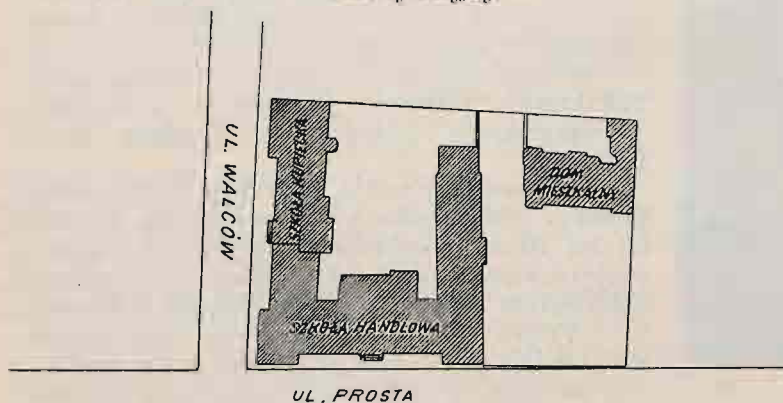 UL. WALCÓW
SZKOŁA KUPIECKA
DOM
MIESZKALNY
SZKOŁA HANDLOWA
UL. PROSTA